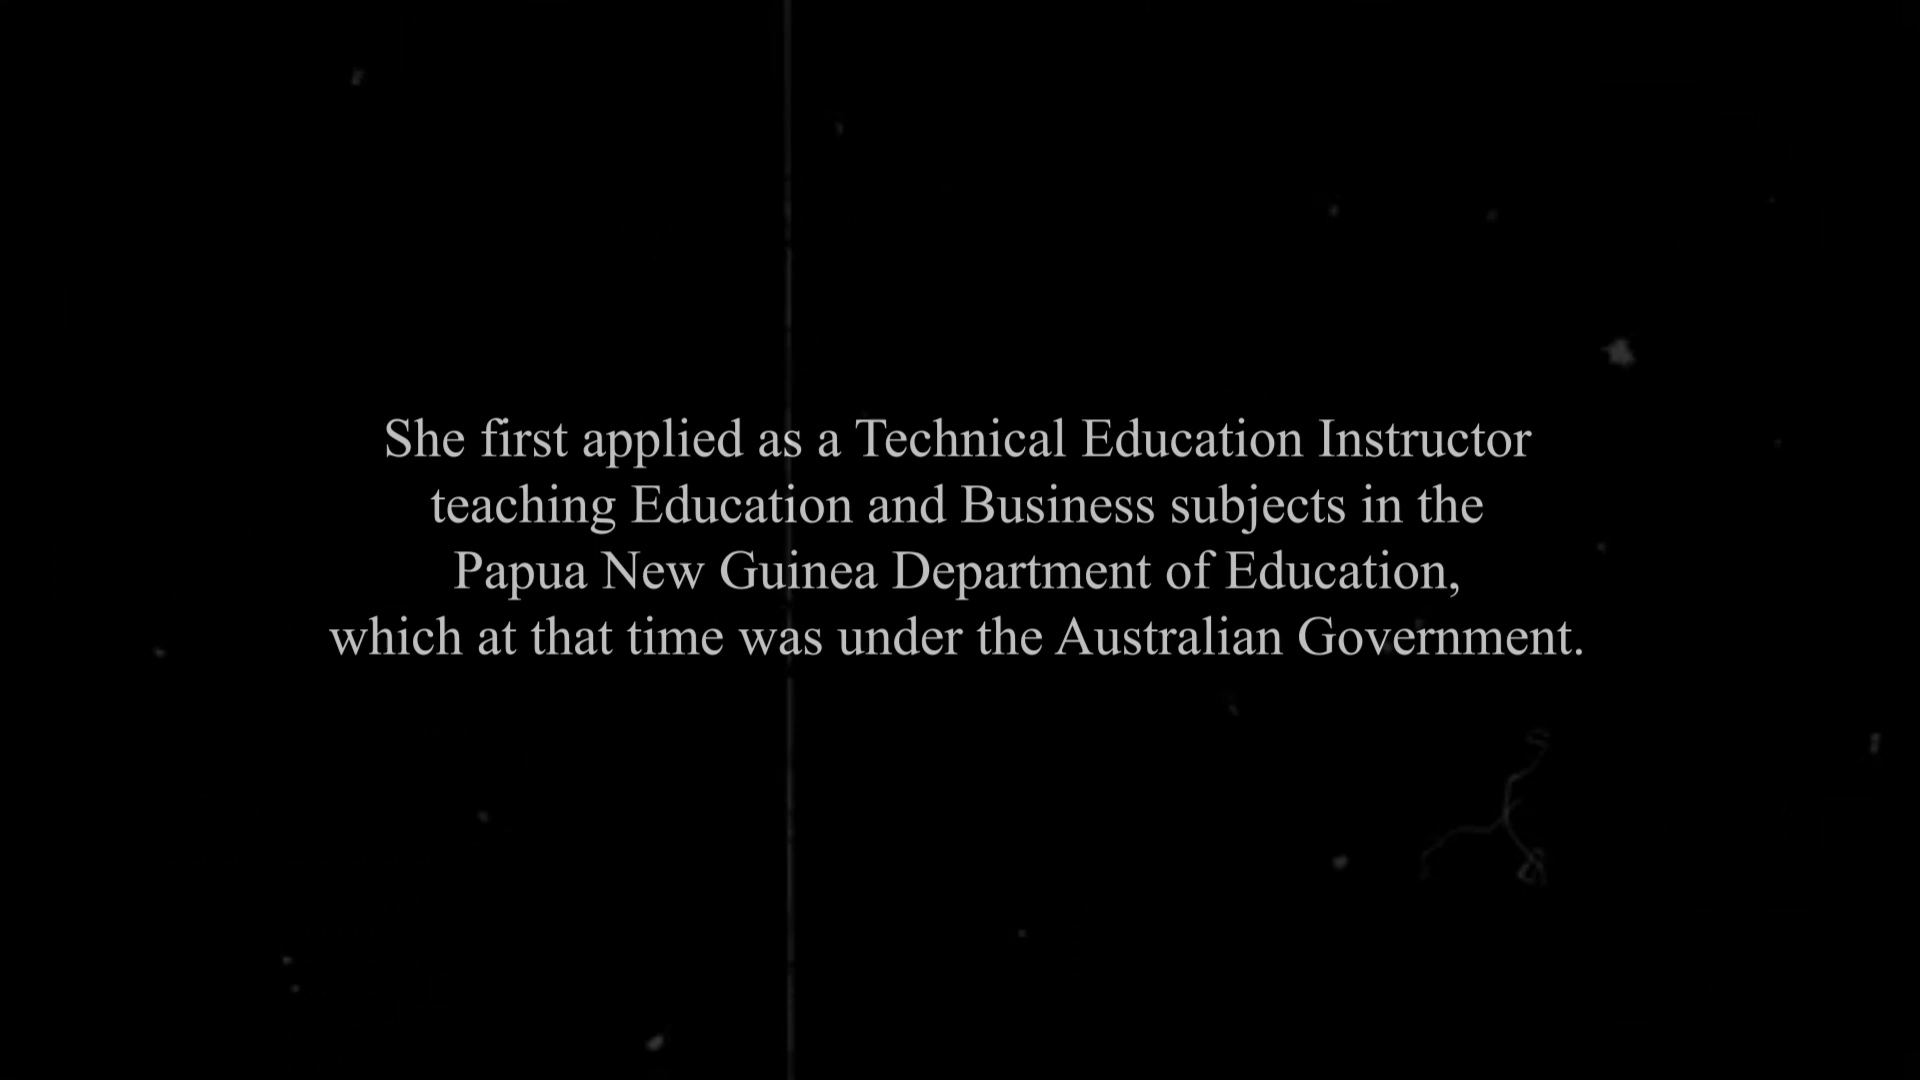 She first applied as a Technical Education Instructor
teaching Education and Business subjects in the
Papua New Guinea Department of Education,
which at that time was under the Australian Government.